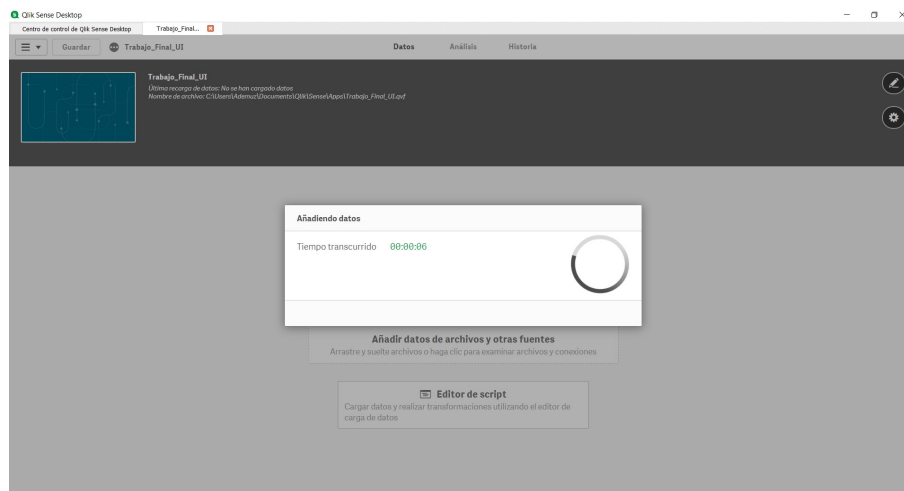 Qlik Sense Desktop
Centro de control de Qlik Sense Desktop
Trabajo_Final...
Guardar
Trabajo_Final_UI
Datos
Análisis
Historia
Trabajo_Final_UI
Última recarga de datos: No se han cargado datos
Nombre de archivo: C:\Users\Ademuz\Documents\Qlik\Sense\Apps\Trabajo_Final_UI.qvf
Añadiendo datos
Tiempo transcurrido 00:00:06
Añadir datos de archivos y otras fuentes
Arrastre y suelte archivos o haga clic para examinar archivos y conexiones
Editor de script
Cargar datos y realizar transformaciones utilizando el editor de
carga de datos